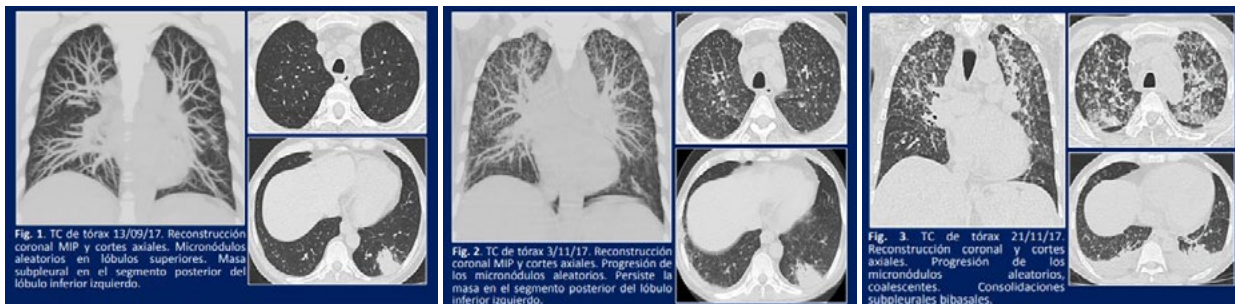 Fig. 1. TC de tórax 13/09/17. Reconstrucción
coronal MIP y cortes axiales. Micronódulos
aleatorios en lóbulos superiores. Masa
subpleural en el segmento posterior del
lóbulo inferior izquierdo.
Fig. 2. TC de tórax 3/11/17. Reconstrucción
coronal MIP y cortes axiales. Progresión de
los micronódulos aleatorios. Persiste la
masa en el segmento posterior del lóbulo
inferior izquierdo.
Fig. 3. TC de tórax 21/11/17.
Reconstrucción coronal y cortes
axiales. Progresión de los
micronódulos aleatorios,
coalescentes. Consolidaciones
subpleurales bibasales.